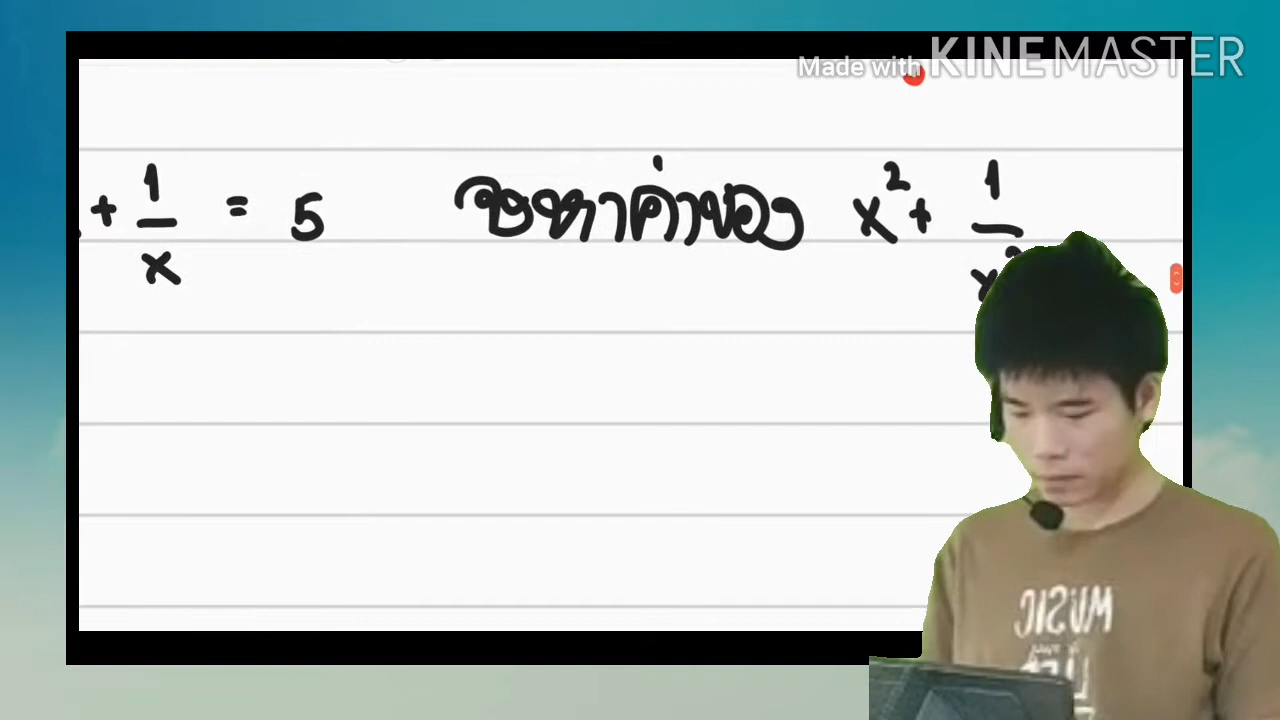 Made with KINEMASTER
+ 1/x = 5 จงหาค่าของ x² + 1/x²
MUSIC